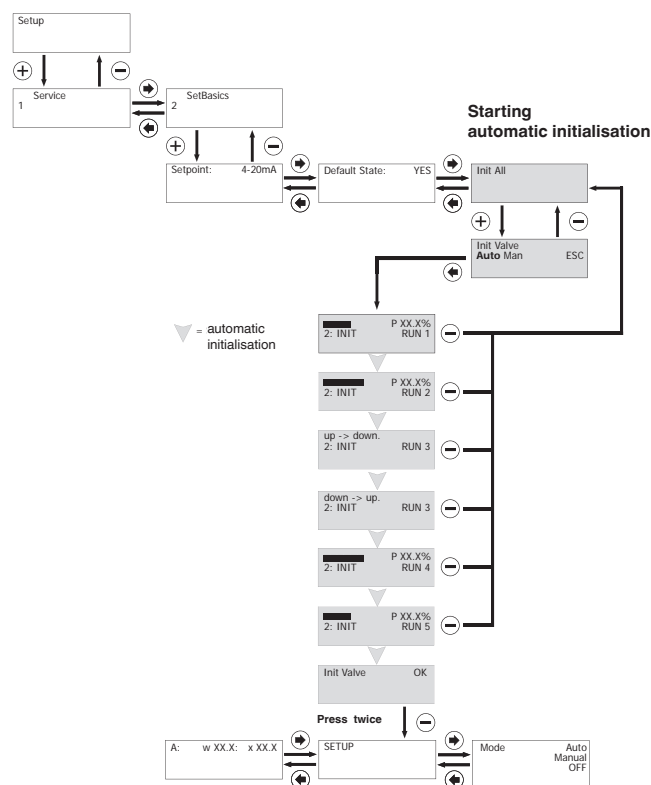 Setup
Service
1
SetBasics
2
Starting
automatic initialisation
Setpoint: 4-20mA
Default State: YES
Init All
Init Valve
Auto Man ESC
= automatic
initialisation
P XX.X%
2: INIT RUN 1
P XX.X%
2: INIT RUN 2
up -> down.
2: INIT RUN 3
down -> up.
2: INIT RUN 3
P XX.X%
2: INIT RUN 4
P XX.X%
2: INIT RUN 5
Init Valve OK
Press twice
A: w XX.X: x XX.X
SETUP
Mode Auto
Manual
OFF